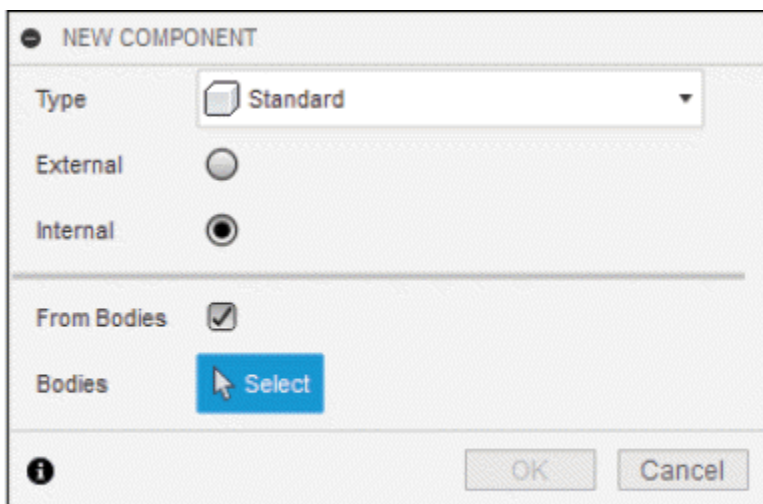 NEW COMPONENT
Type Standard
External
Internal
From Bodies
Bodies Select
OK Cancel